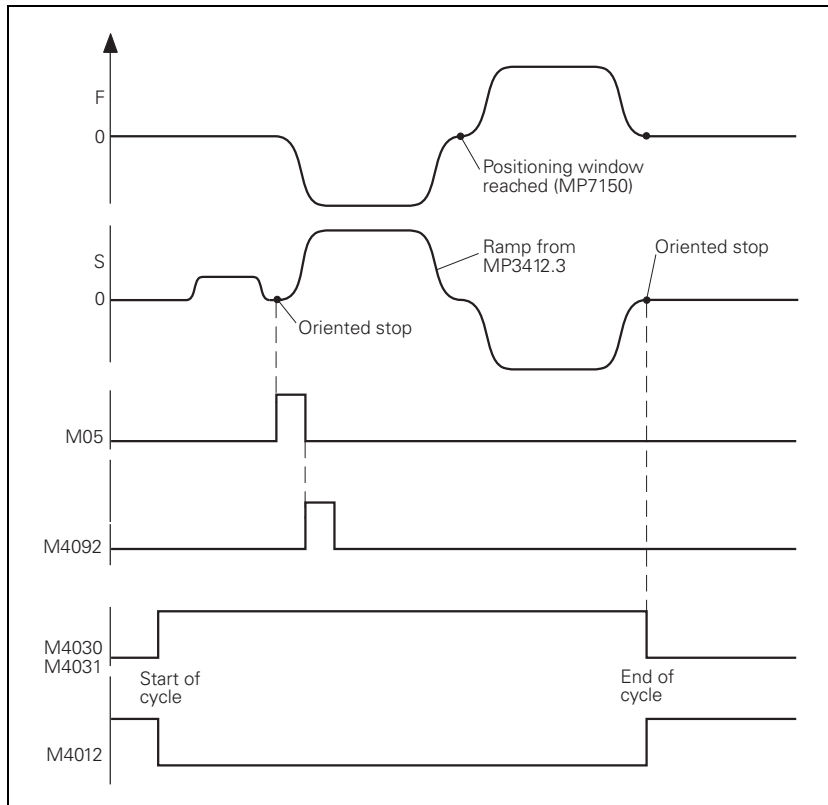 F
0
Positioning window
reached (MP7150)
S
0
Ramp from
MP3412.3
Oriented stop
Oriented stop
M05
M4092
M4030
M4031
Start of
cycle
End of
cycle
M4012